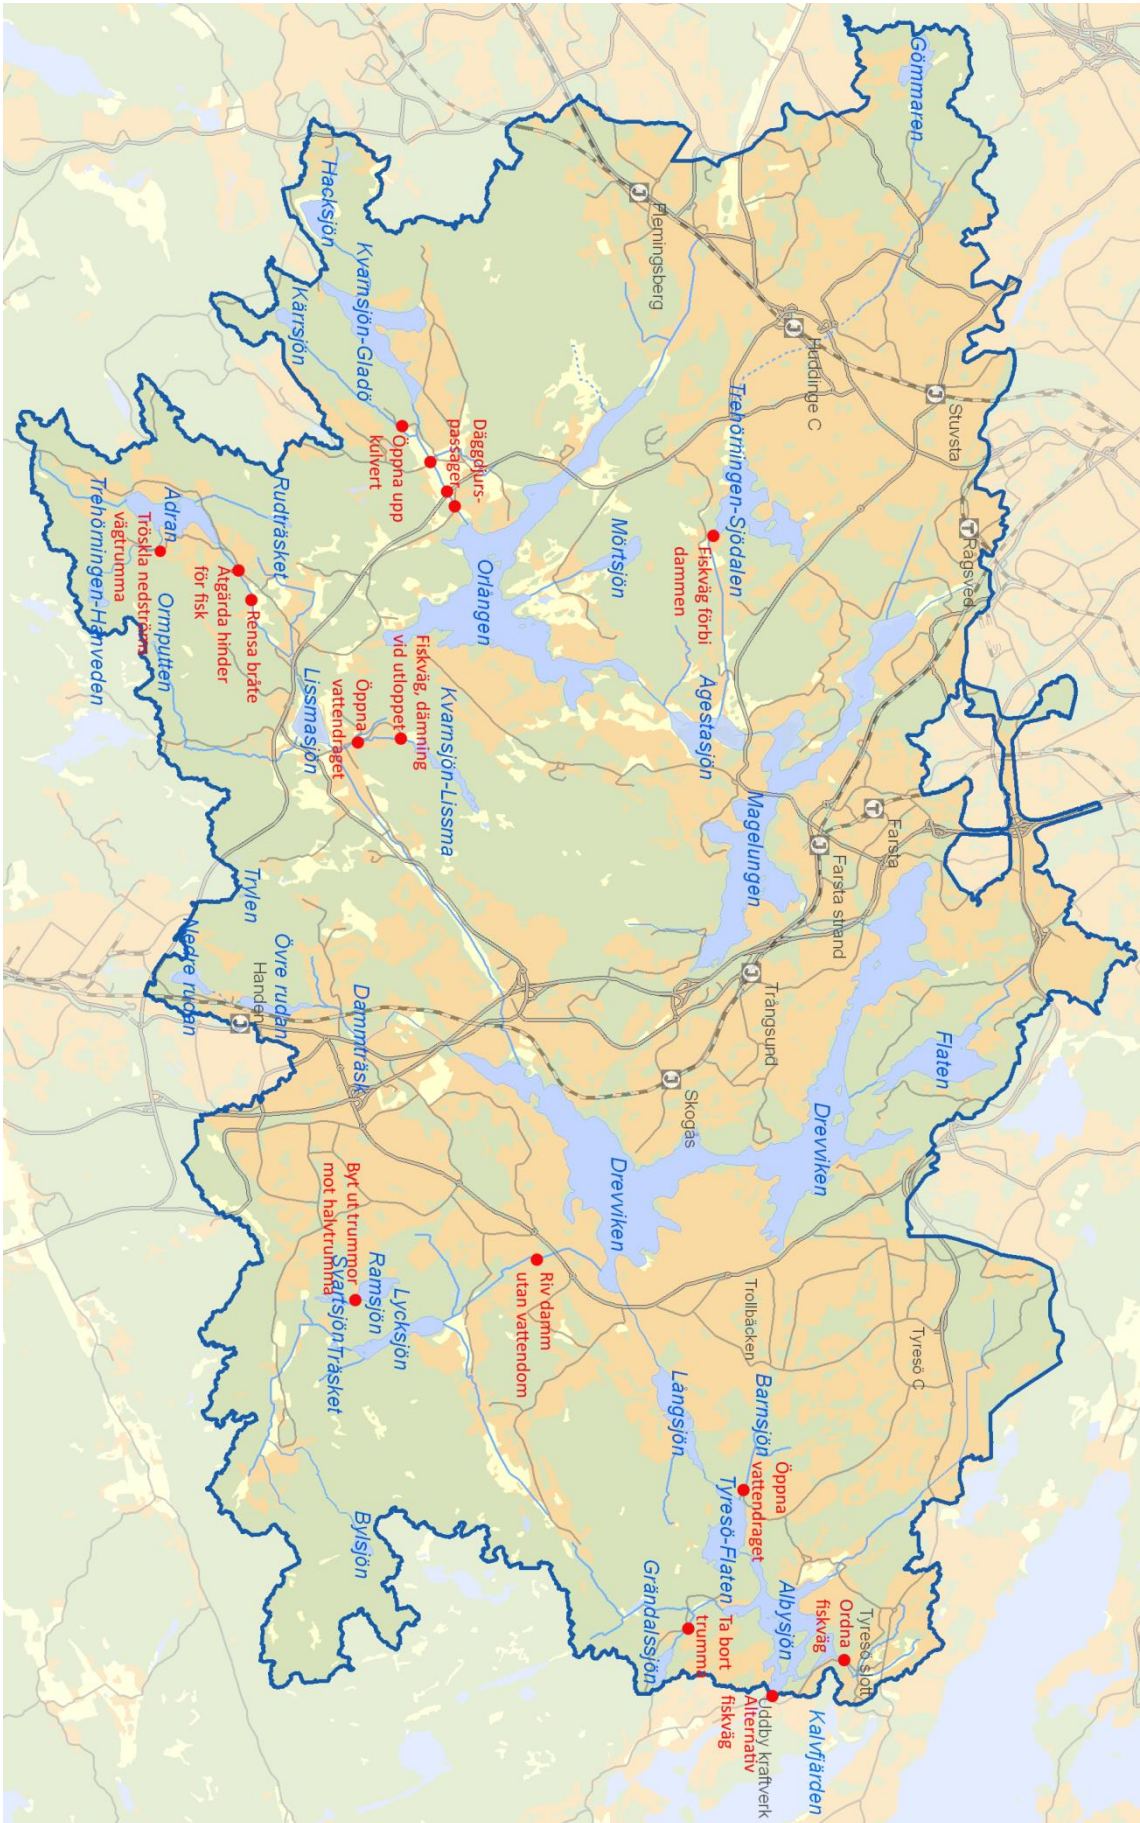 Gömmaren
Stuvsta
Rågsved
Huddinge C
Flemingsberg
Trehörningen-Sjödalen
Fiskväg förbi
dammen
Ågestasjön
Magelungen
Farsta
Farsta strand
Trångsund
Skogås
Flaten
Drevviken
Drevviken
Hacksjön
Kvarnsjön-Gladö
Kärrsjön
Däggdjurs-
passager
Öppna upp
kulvert
Orlången
Mörtsjön
Fiskväg, dämning
vid utloppet
Öppna
vattendraget
Kvarnsjön-Lissma
Lissmasjön
Rudträsket
Rensa bråte
Åtgärda hinder
för fisk
Ådran
Tröskla nedströms
vägtrumma
Ormputten
Trehörningen-Hanveden
Trylen
Nedre rudan
Övre rudan
Handen
Dammträsk
Tyresö C
Trollbäcken
Barnsjön
Öppna
vattendraget
Långsjön
Tyresö-Flaten
Albysjön
Tyresö slott
Ordna
fiskväg
Kalvfjärden
Uddby kraftverk
Alternativ
fiskväg
Ta bort
trumma
Grändalssjön
Riv damm
utan vattendom
Lycksjön
Ramsjön
Svartsjön
Träsket
Byt ut trummor
mot halvtrumma
Bylsjön
J
J
J
T
T
J
J
J
J